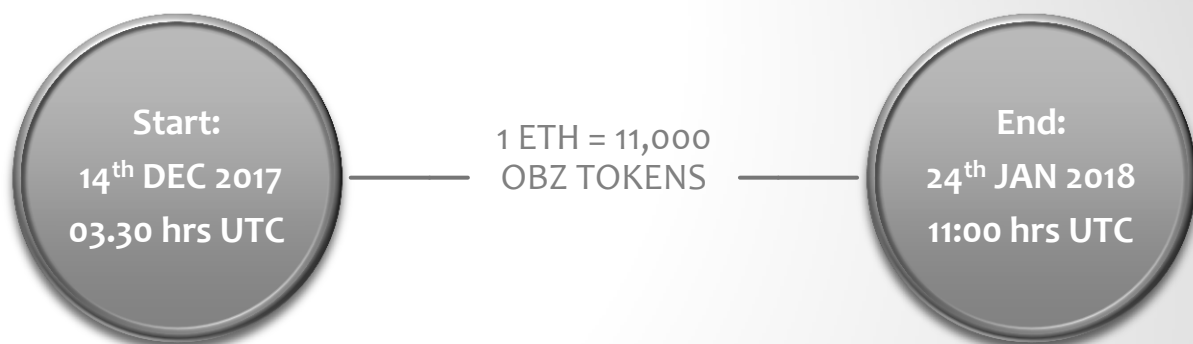 Start:
14th DEC 2017
03.30 hrs UTC
1 ETH = 11,000
OBZ TOKENS
End:
24th JAN 2018
11:00 hrs UTC